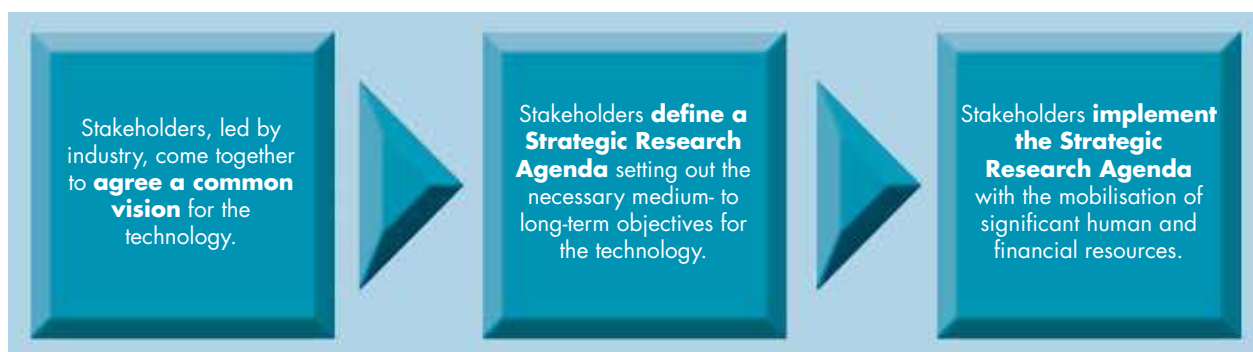 Stakeholders, led by
industry, come together
to agree a common
vision for the
technology.
Stakeholders define a
Strategic Research
Agenda setting out the
necessary medium- to
long-term objectives for
the technology.
Stakeholders implement
the Strategic
Research Agenda
with the mobilisation of
significant human and
financial resources.